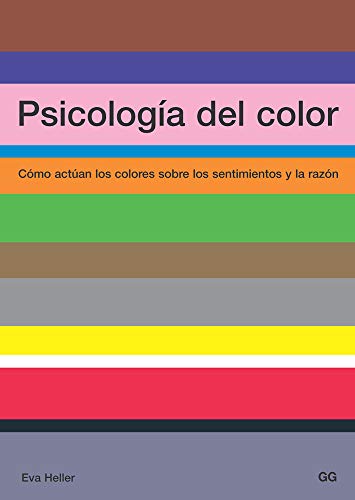 Psicología del color
Cómo actúan los colores sobre los sentimientos y la razón
Eva Heller
GG